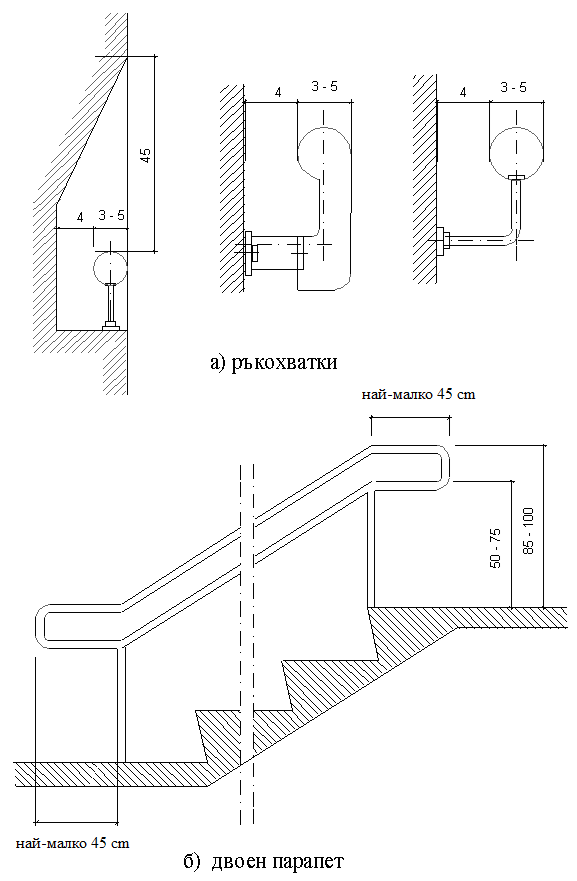 45
4
3 - 5
4
3 - 5
4
3 - 5
а) ръкохватки
най-малко 45 cm
50 - 75
85 - 100
най-малко 45 cm
б) двоен парапет